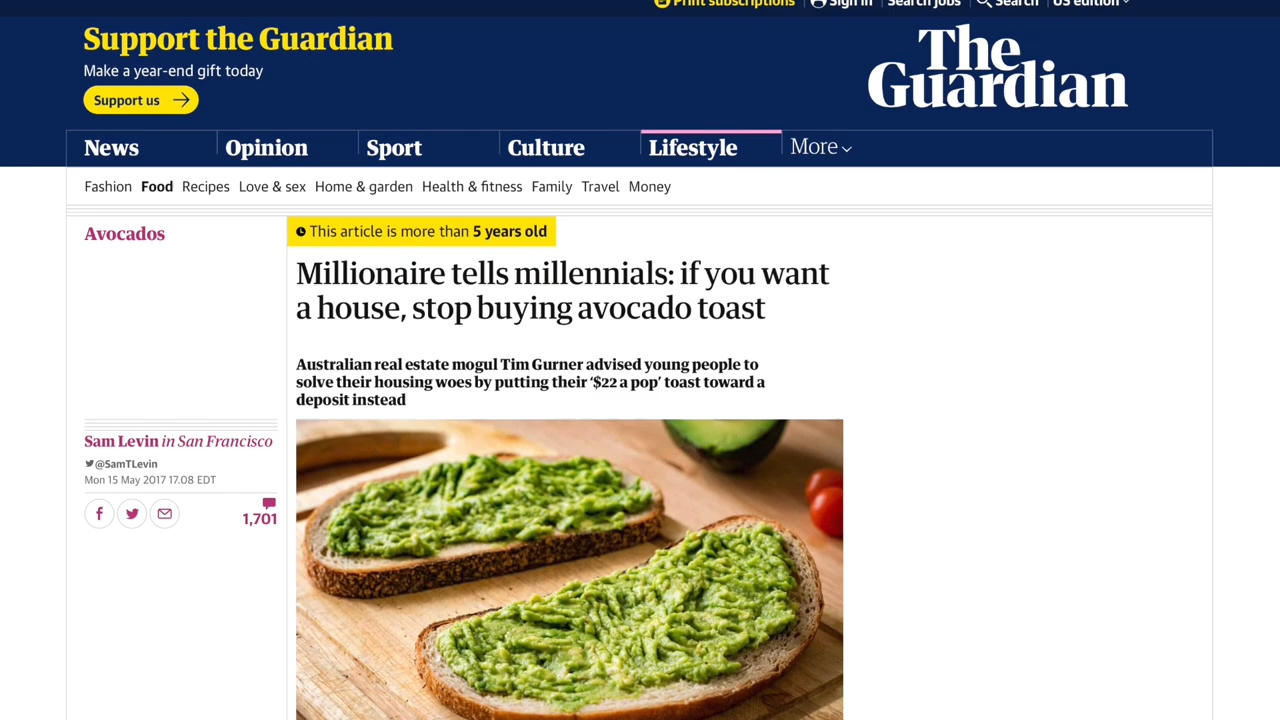 Print subscriptions
Sign in
Search jobs
Search
US edition
Support the Guardian
Make a year-end gift today
Support us
The
Guardian
News
Opinion
Sport
Culture
Lifestyle
More
Fashion
Food
Recipes
Love & sex
Home & garden
Health & fitness
Family
Travel
Money
Avocados
This article is more than 5 years old
Millionaire tells millennials: if you want
a house, stop buying avocado toast
Australian real estate mogul Tim Gurner advised young people to
solve their housing woes by putting their ‘$22 a pop’ toast toward a
deposit instead
Sam Levin in San Francisco
@SamTLevin
Mon 15 May 2017 17.08 EDT
1,701